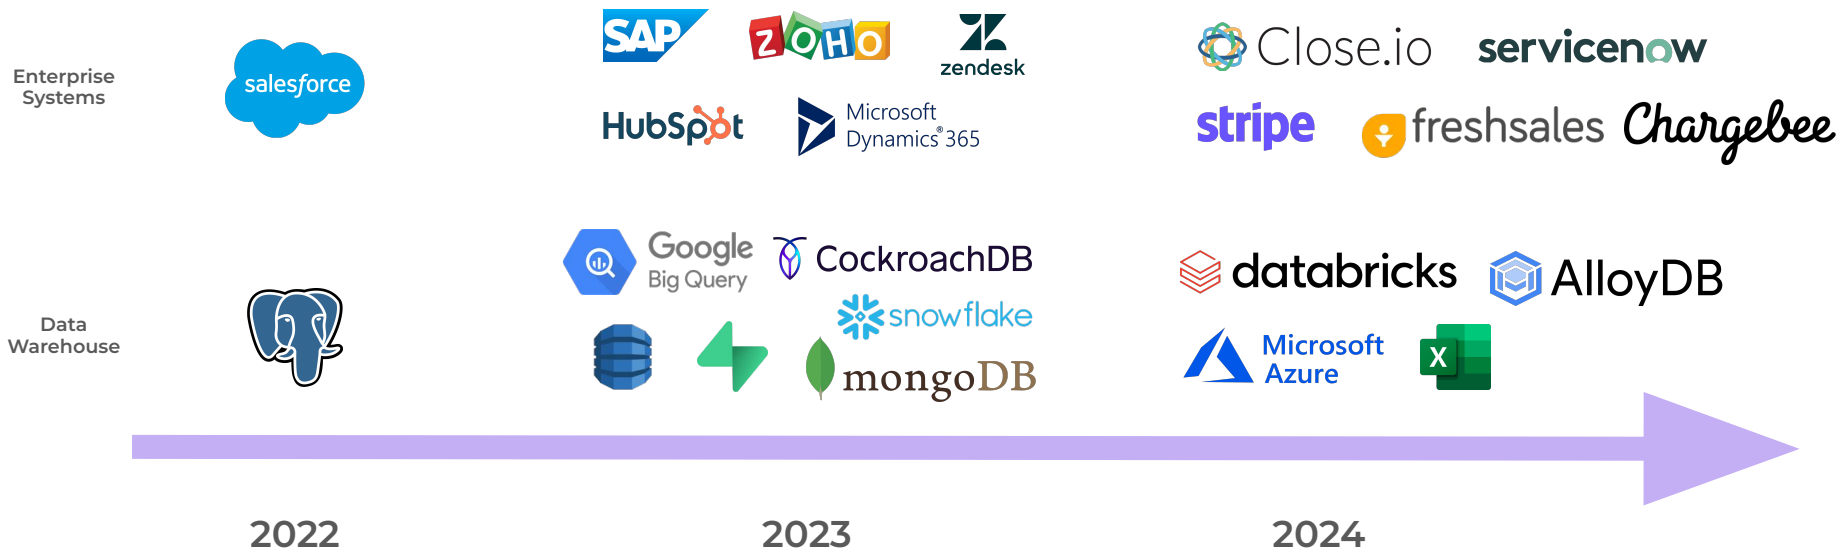 Enterprise
Systems
salesforce
SAP
ZOHO
zendesk
HubSpot
Microsoft
Dynamics® 365
Close.io
servicenow
stripe
freshsales
Chargebee
Data
Warehouse
Google
Big Query
CockroachDB
snowflake
mongoDB
databricks
AlloyDB
Microsoft
Azure
X
2022
2023
2024